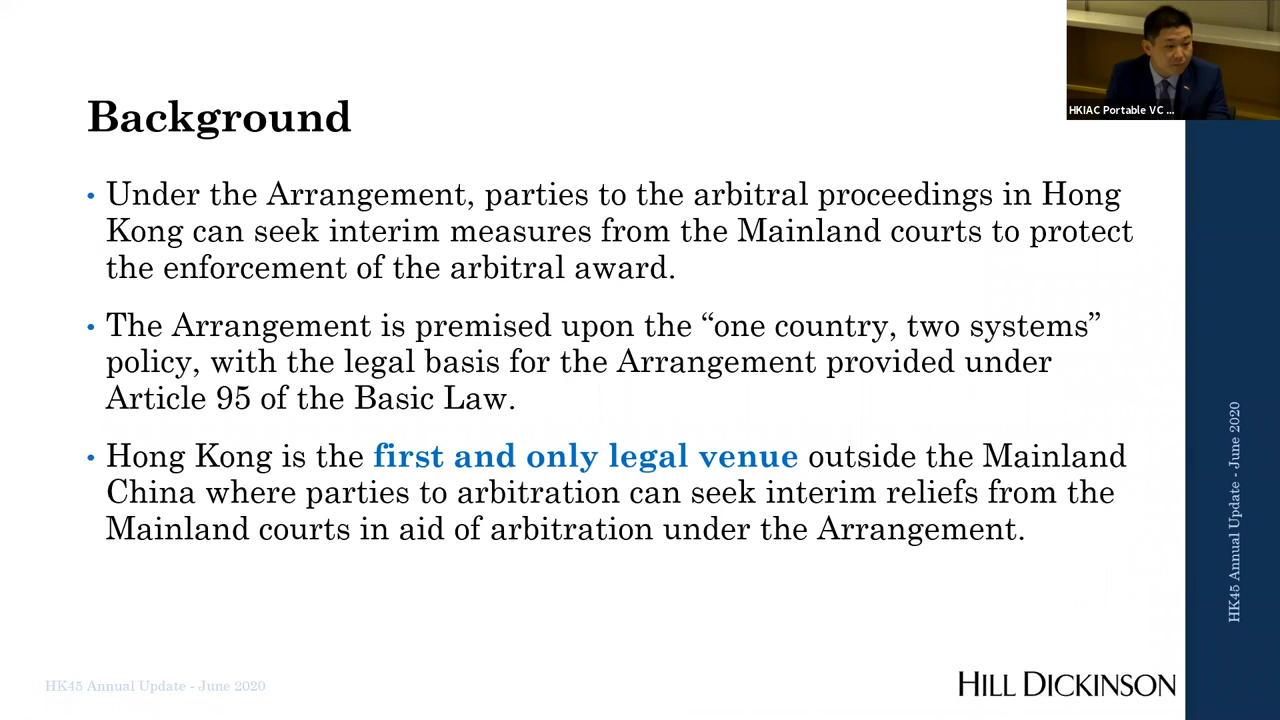 HKIAC Portable VC ...
Background
• Under the Arrangement, parties to the arbitral proceedings in Hong
Kong can seek interim measures from the Mainland courts to protect
the enforcement of the arbitral award.
• The Arrangement is premised upon the “one country, two systems”
policy, with the legal basis for the Arrangement provided under
Article 95 of the Basic Law.
• Hong Kong is the first and only legal venue outside the Mainland
China where parties to arbitration can seek interim reliefs from the
Mainland courts in aid of arbitration under the Arrangement.
HK45 Annual Update - June 2020
HK45 Annual Update - June 2020
HILL DICKINSON